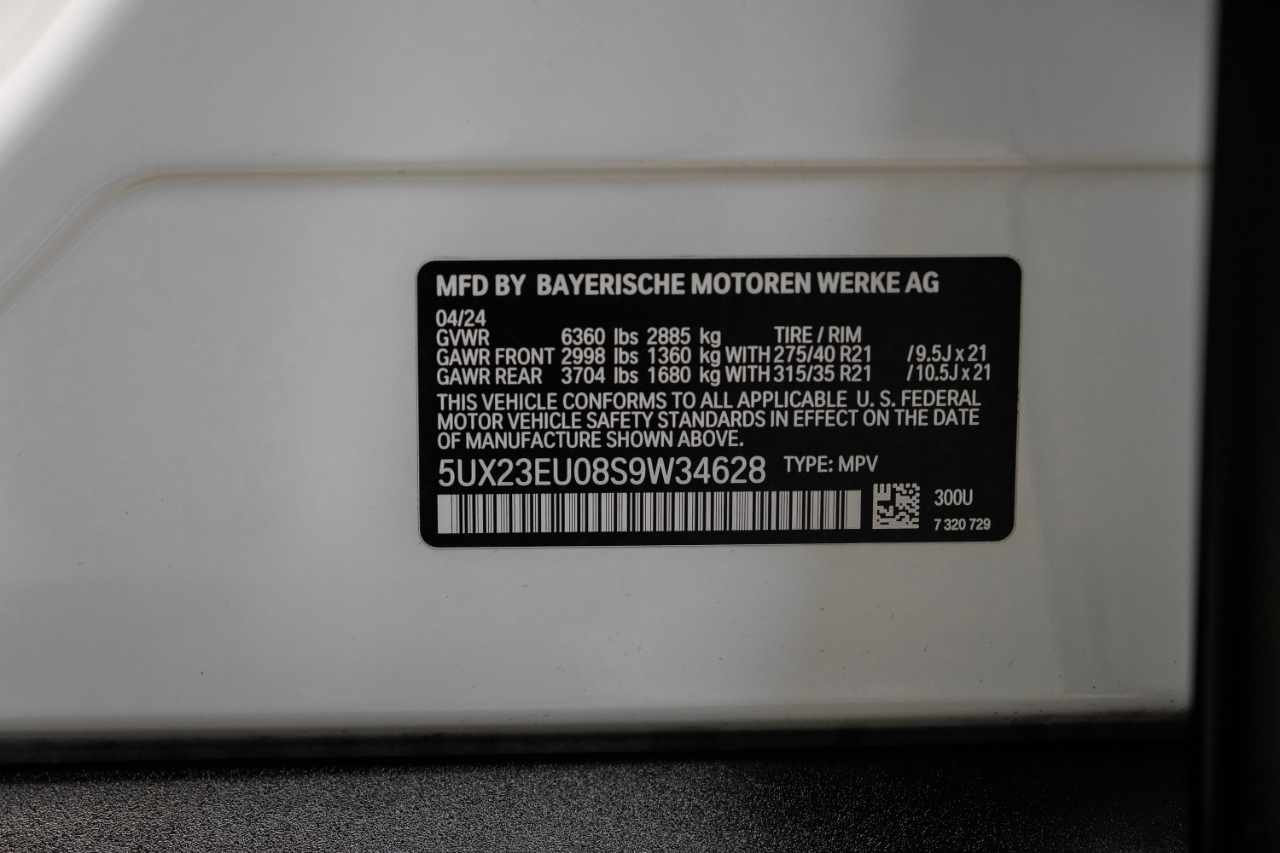 MFD BY BAYERISCHE MOTOREN WERKE AG
04/24
GVWR 6360 lbs 2885 kg TIRE / RIM
GAWR FRONT 2998 lbs 1360 kg WITH 275/40 R21 / 9.5J x 21
GAWR REAR 3704 lbs 1680 kg WITH 315/35 R21 / 10.5J x 21
THIS VEHICLE CONFORMS TO ALL APPLICABLE U. S. FEDERAL
MOTOR VEHICLE SAFETY STANDARDS IN EFFECT ON THE DATE
OF MANUFACTURE SHOWN ABOVE.
5UX23EU08S9W34628 TYPE: MPV
300U
7 320 729